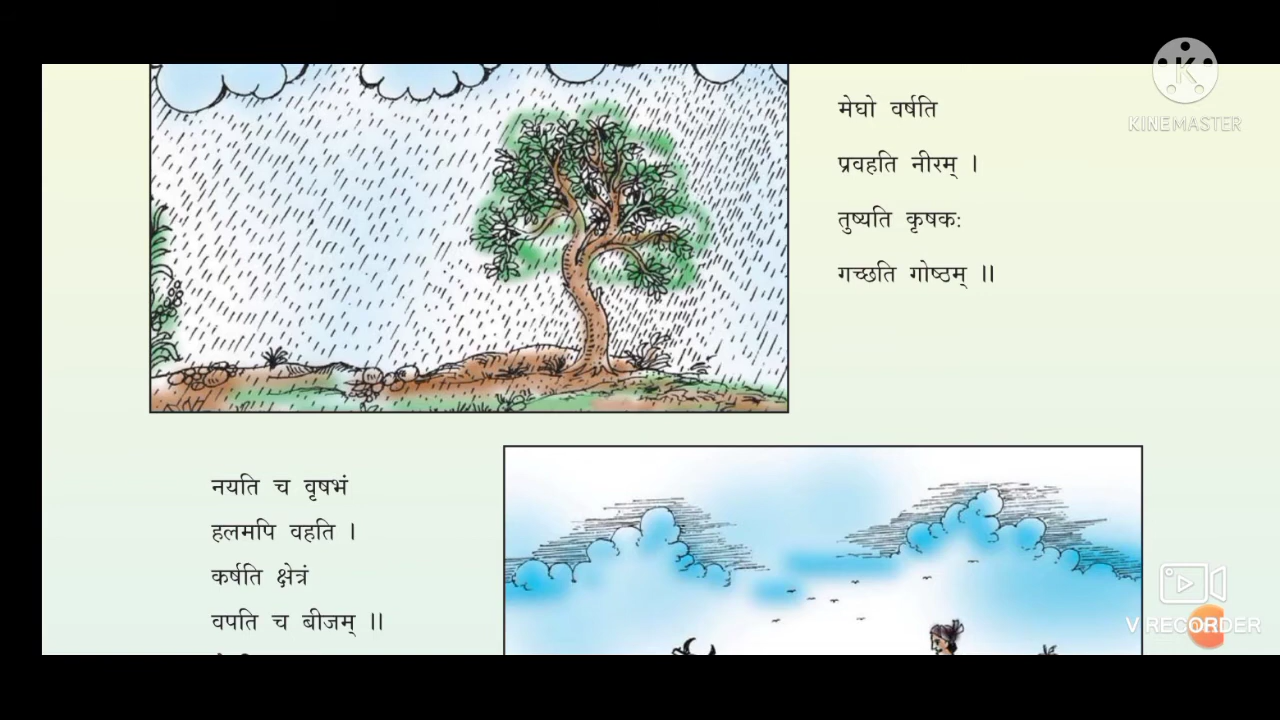 मेघो वर्षति
प्रवहति नीरम् ।
तुष्यति कृषकः
गच्छति गोष्ठम् ।।
नयति च वृषभं
हलमपि वहति ।
कर्षति क्षेत्रं
वपति च बीजम् ।।
KINEMASTER
V RECORDER